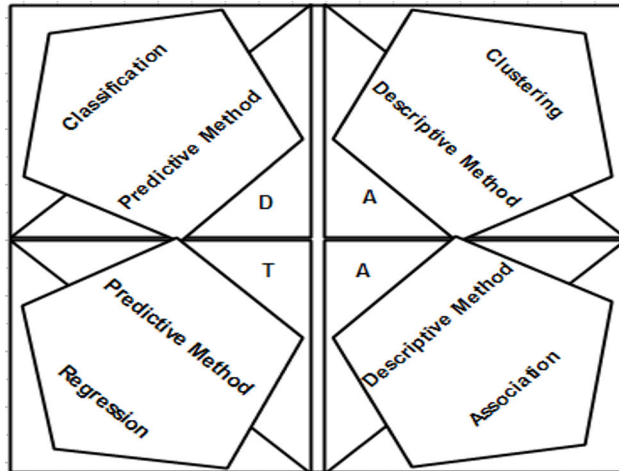 Classification
Predictive Method
D
Clustering
Descriptive Method
A
T
Predictive Method
Regression
A
Descriptive Method
Association